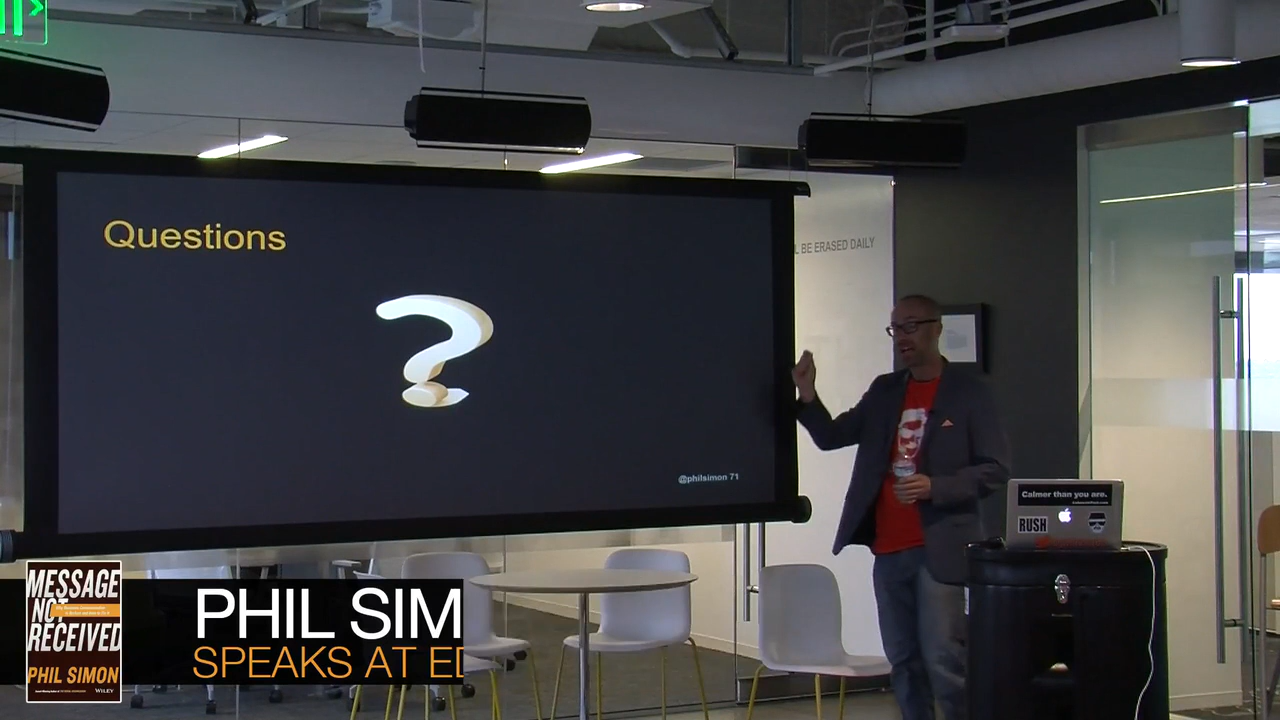 Questions
@philsimon 71
L BE ERASED DAILY
Calmer than you are.
RUSH
MESSAGE
NOT
RECEIVED
PHIL SIMON
WILEY
PHIL SIM
SPEAKS AT ED